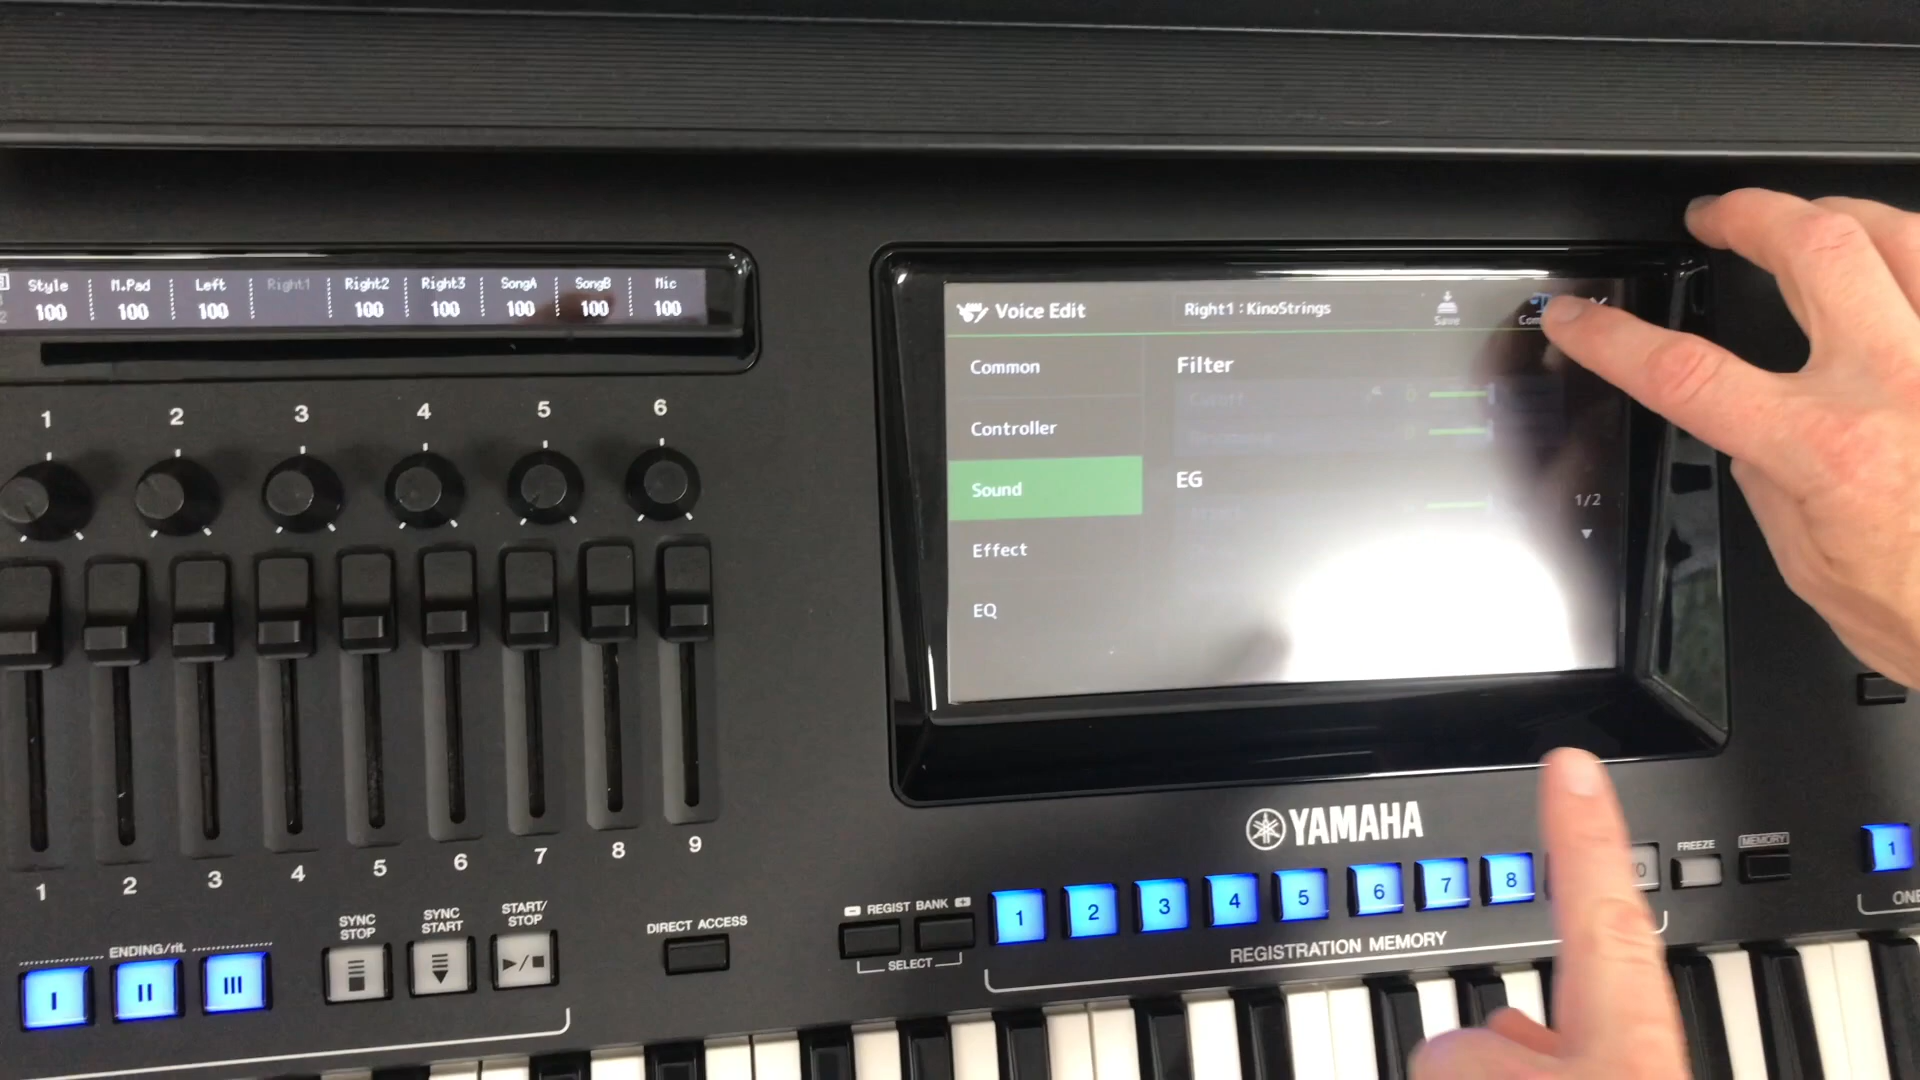 Style M.Pad Left Right1 Right2 Right3 SongA SongB Mic
100 100 100 100 100 100 100 100
Voice Edit
Right1 : KinoStrings
Save
Common
Controller
Sound
Effect
EQ
Filter
Cutoff
Resonance
EG
1/2
1 2 3 4 5 6
1 2 3 4 5 6 7 8 9
YAMAHA
ENDING/rit.
I II III
SYNC
STOP
SYNC
START
START/
STOP
DIRECT ACCESS
REGIST BANK
SELECT
1 2 3 4 5 6 7 8
REGISTRATION MEMORY
FREEZE
MEMORY
1